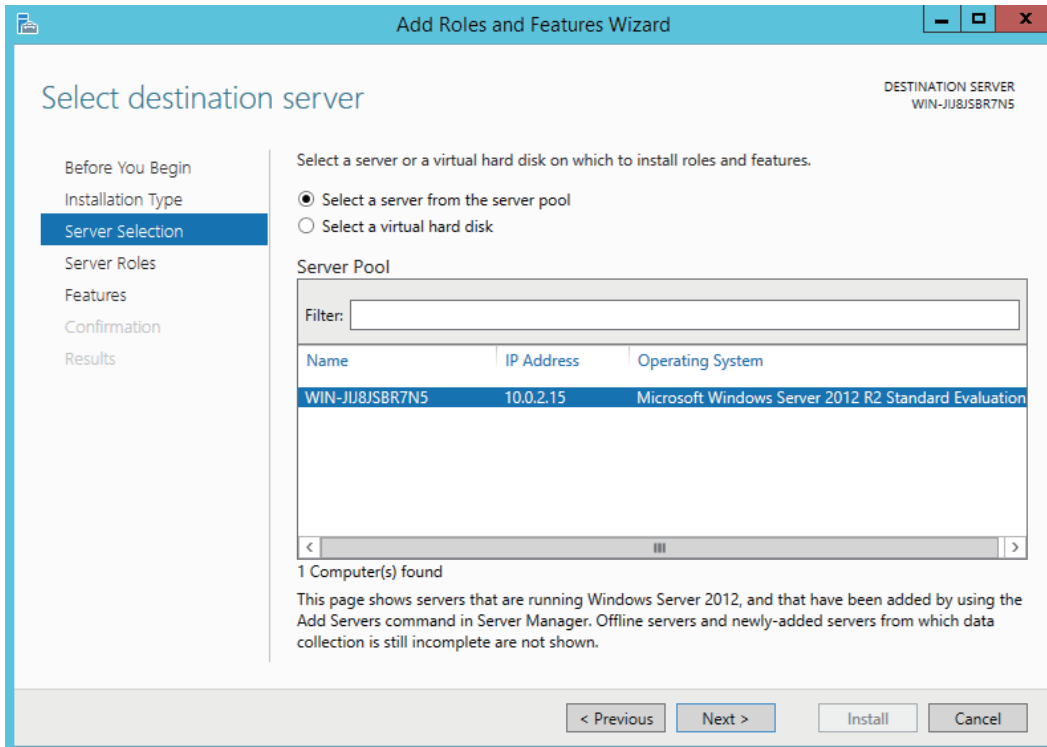 Add Roles and Features Wizard
Select destination server
DESTINATION SERVER
WIN-JIJ8JSBR7N5
Before You Begin
Installation Type
Server Selection
Server Roles
Features
Confirmation
Results
Select a server or a virtual hard disk on which to install roles and features.
Select a server from the server pool
Select a virtual hard disk
Server Pool
Filter:
Name IP Address Operating System
WIN-JIJ8JSBR7N5 10.0.2.15 Microsoft Windows Server 2012 R2 Standard Evaluation
1 Computer(s) found
This page shows servers that are running Windows Server 2012, and that have been added by using the
Add Servers command in Server Manager. Offline servers and newly-added servers from which data
collection is still incomplete are not shown.
< Previous Next > Install Cancel